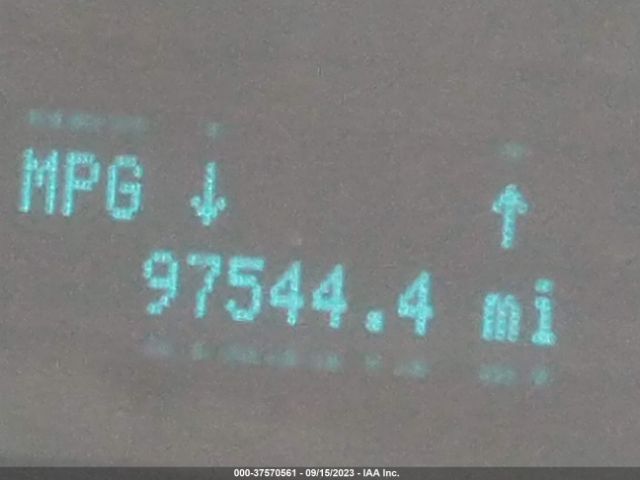 MPG ↓ ↑
97544.4 mi
000-37570561 - 09/15/2023 - IAA Inc.